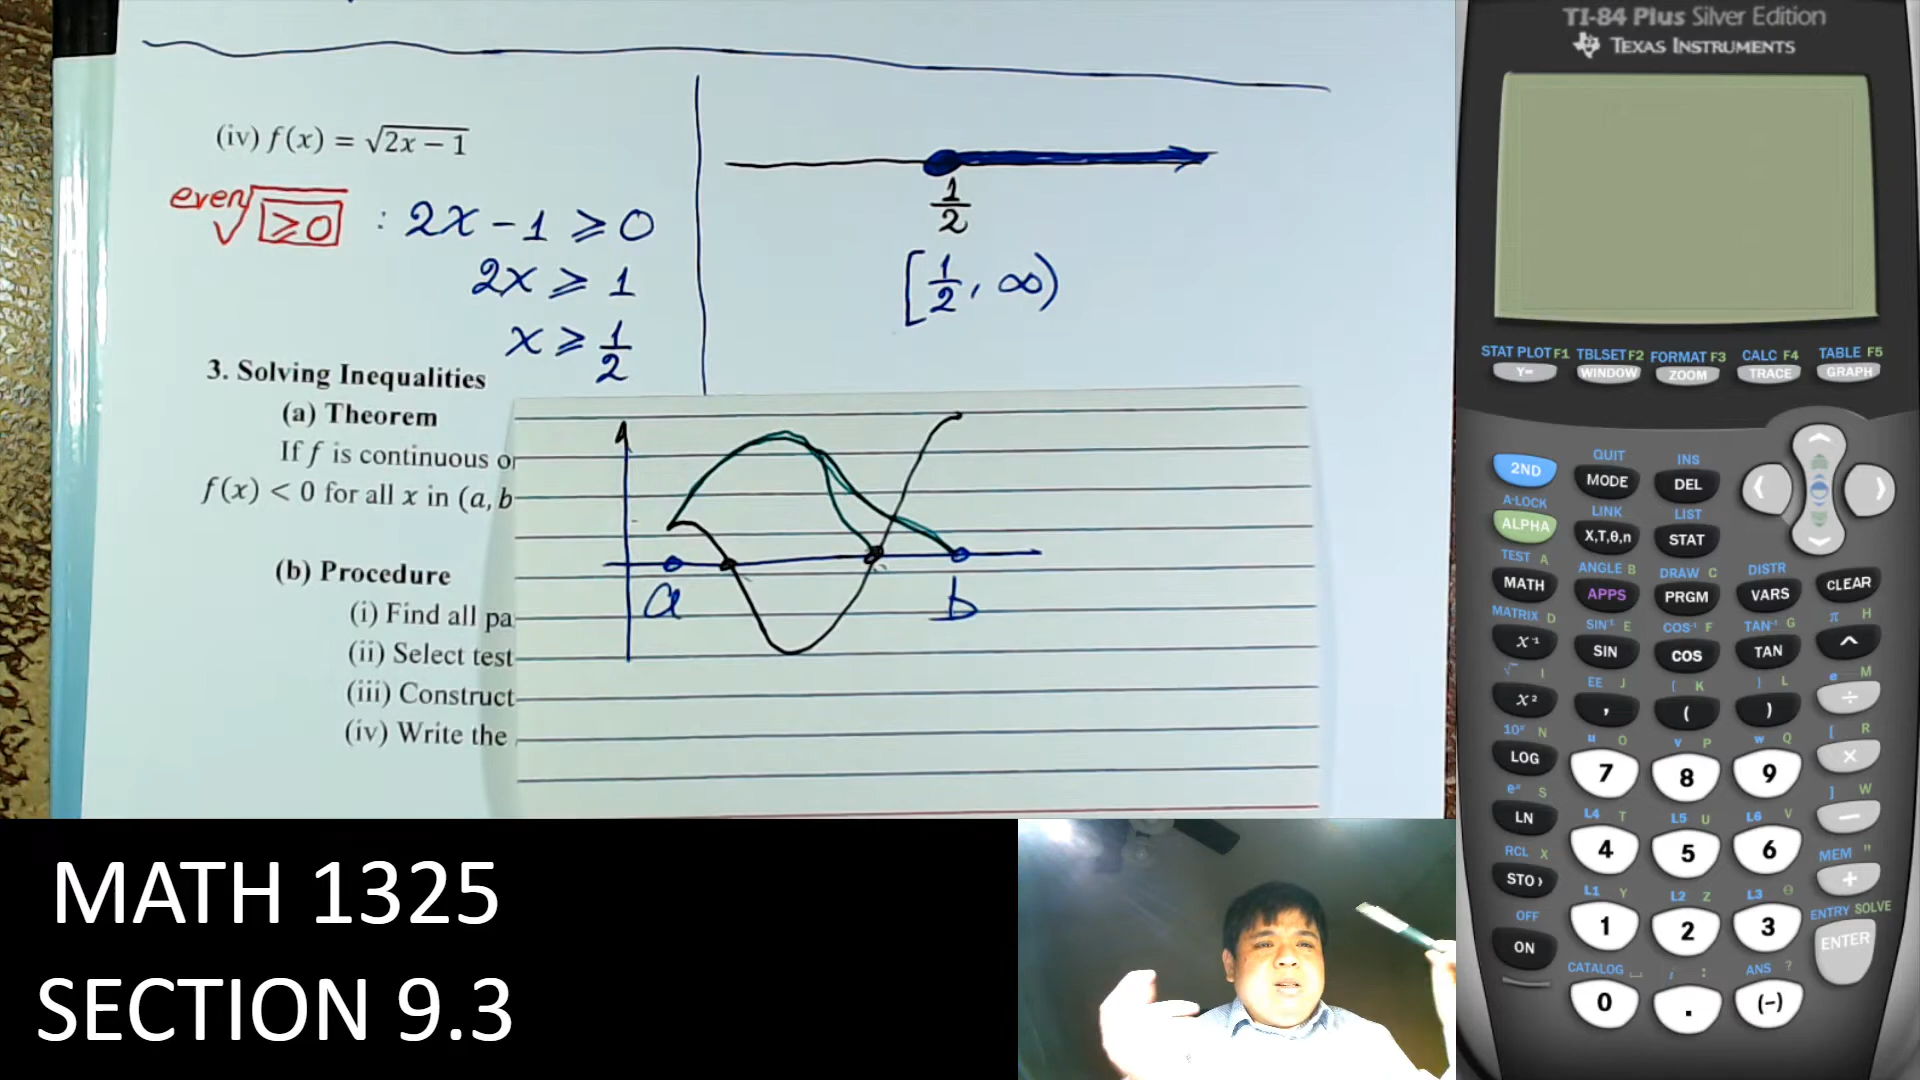 (iv) f(x) = √2x − 1
even√≥0 : 2x − 1 ≥ 0
2x ≥ 1
x ≥ 1/2
1/2
[1/2, ∞)
3. Solving Inequalities
(a) Theorem
If f is continuous
f(x) < 0 for all x in (a, b
(b) Procedure
(i) Find all
(ii) Select test
(iii) Construct
(iv) Write the
a b
MATH 1325
SECTION 9.3
TI-84 Plus Silver Edition
TEXAS INSTRUMENTS
STAT PLOT F1 TBLSET F2 FORMAT F3 CALC F4 TABLE F5
Y= WINDOW ZOOM TRACE GRAPH
QUIT INS
2ND MODE DEL
A-LOCK LINK LIST
ALPHA X,T,θ,n STAT
TEST A ANGLE B DRAW C DISTR
MATH APPS PRGM VARS CLEAR
MATRIX D SIN⁻¹ E COS⁻¹ F TAN⁻¹ G π H
x⁻¹ SIN COS TAN ^
√ I EE J { K } L e M
x² , ( ) ÷
10ˣ N u O v P w Q [ R
LOG 7 8 9 ×
eˣ S L4 T L5 U L6 V ] W
LN 4 5 6 −
RCL X L1 Y L2 Z L3 θ MEM "
STO› 1 2 3 +
OFF CATALOG ⎵ i : ANS ? ENTRY SOLVE
ON 0 . (−) ENTER